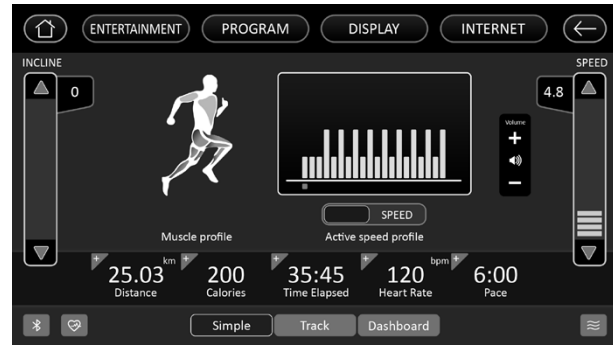 ENTERTAINMENT PROGRAM DISPLAY INTERNET
INCLINE SPEED
0 4.8
Volume
+
−
SPEED
Muscle profile Active speed profile
+ km + + + bpm +
25.03 200 35:45 120 6:00
Distance Calories Time Elapsed Heart Rate Pace
Simple Track Dashboard